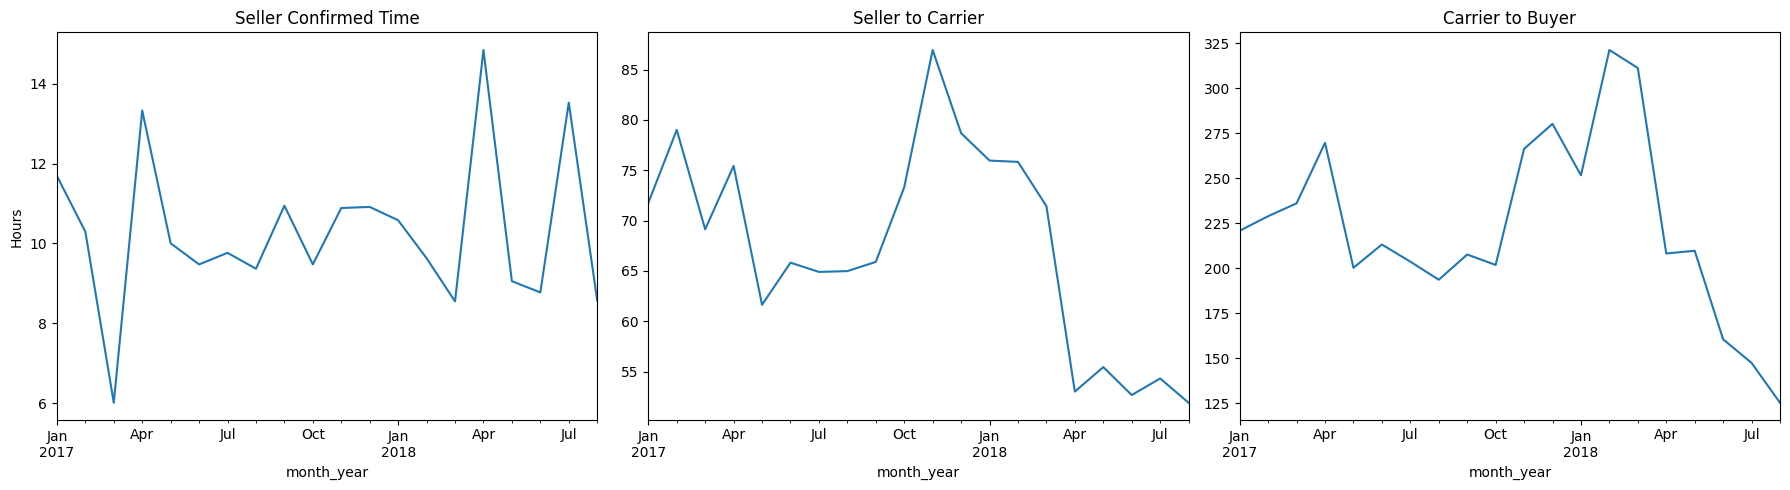 Seller Confirmed Time
Hours
14
12
10
8
6
Jan Apr Jul Oct Jan Apr Jul
2017 2018
month_year
Seller to Carrier
85
80
75
70
65
60
55
Jan Apr Jul Oct Jan Apr Jul
2017 2018
month_year
Carrier to Buyer
325
300
275
250
225
200
175
150
125
Jan Apr Jul Oct Jan Apr Jul
2017 2018
month_year